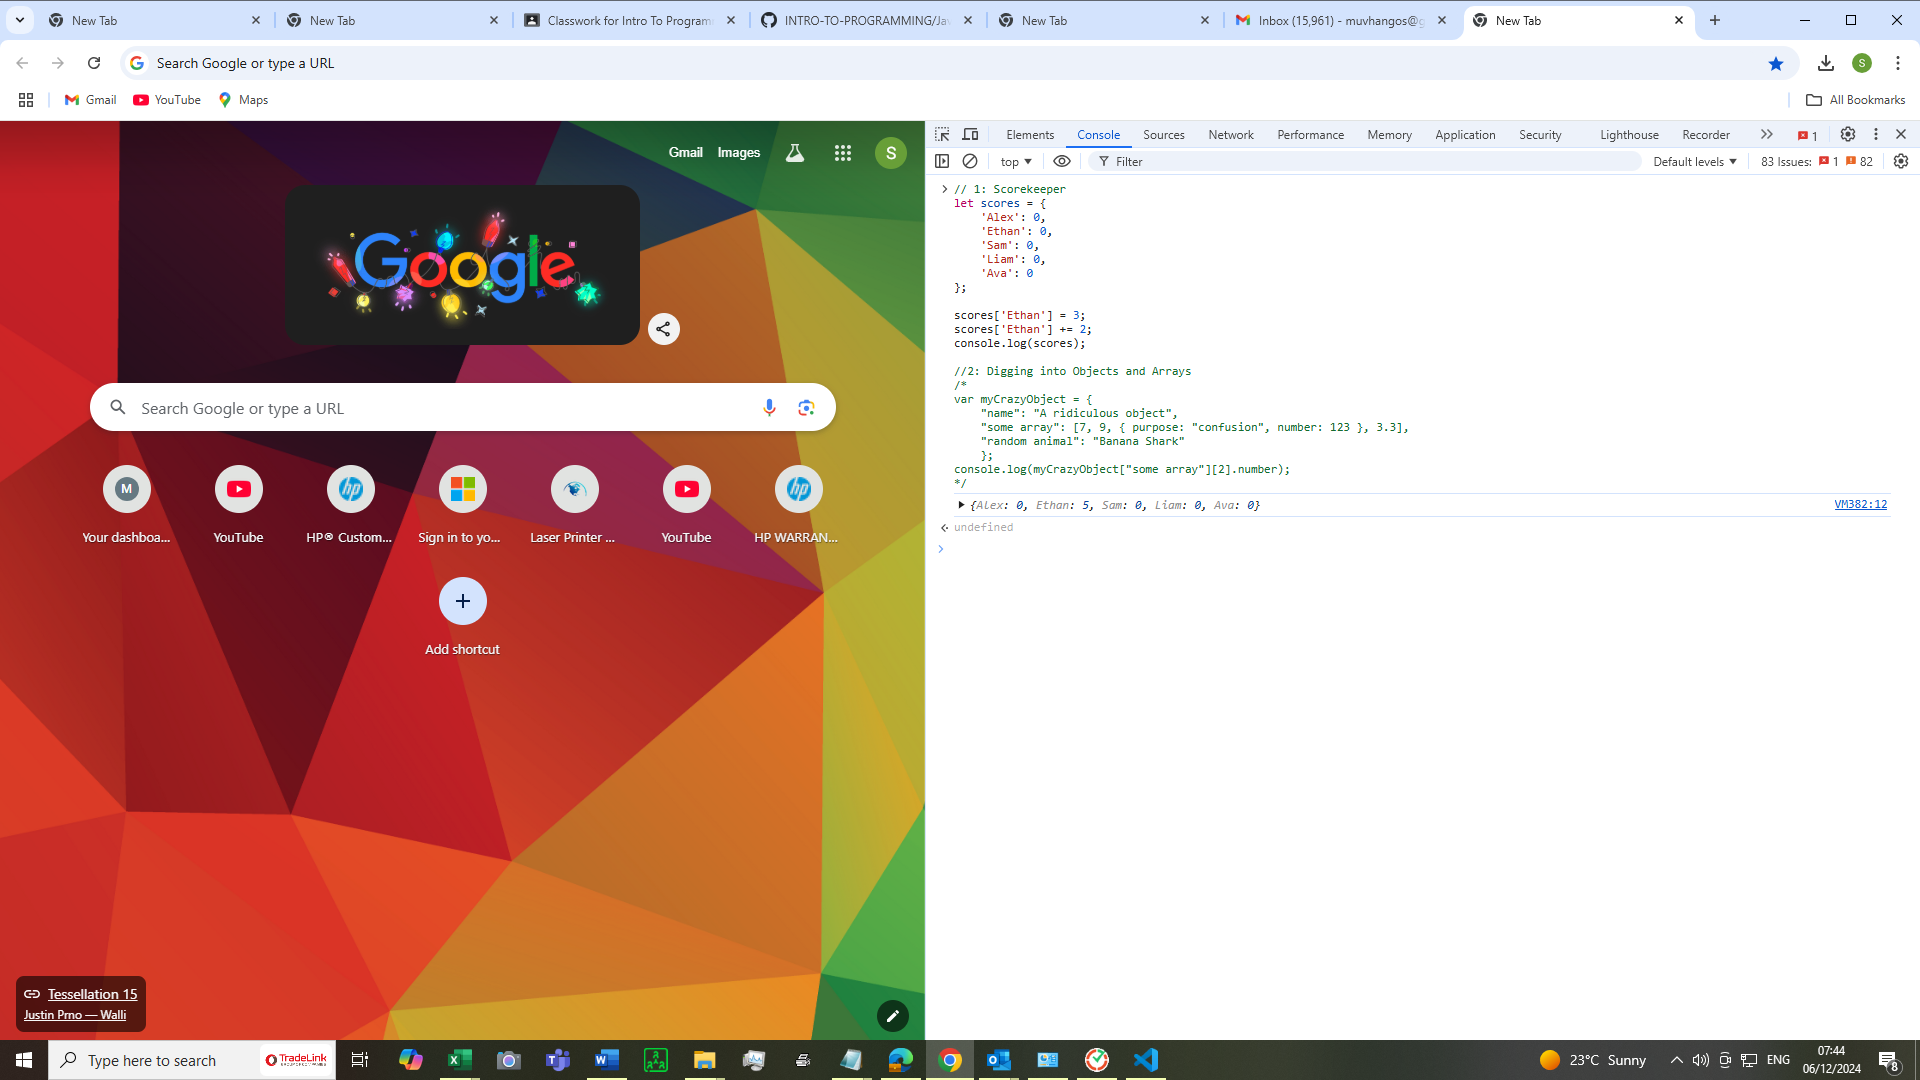 New Tab
New Tab
Classwork for Intro To Program
INTRO-TO-PROGRAMMING/Ja
New Tab
Inbox (15,961) - muvhangos@g
New Tab
Search Google or type a URL
S
Gmail
YouTube
Maps
All Bookmarks
Gmail
Images
S
Google
Search Google or type a URL
M
hp
hp
Your dashboa...
YouTube
HP® Custom...
Sign in to yo...
Laser Printer ...
YouTube
HP WARRAN...
Add shortcut
Tessellation 15
Justin Prno — Walli
Elements
Console
Sources
Network
Performance
Memory
Application
Security
Lighthouse
Recorder
1
top
Filter
Default levels
83 Issues:
1
82
// 1: Scorekeeper
let scores = {
'Alex': 0,
'Ethan': 0,
'Sam': 0,
'Liam': 0,
'Ava': 0
};
scores['Ethan'] = 3;
scores['Ethan'] += 2;
console.log(scores);
//2: Digging into Objects and Arrays
/*
var myCrazyObject = {
"name": "A ridiculous object",
"some array": [7, 9, { purpose: "confusion", number: 123 }, 3.3],
"random animal": "Banana Shark"
};
console.log(myCrazyObject["some array"][2].number);
*/
{Alex: 0, Ethan: 5, Sam: 0, Liam: 0, Ava: 0}
VM382:12
undefined
Type here to search
TradeLink
23°C Sunny
ENG
07:44
06/12/2024
8